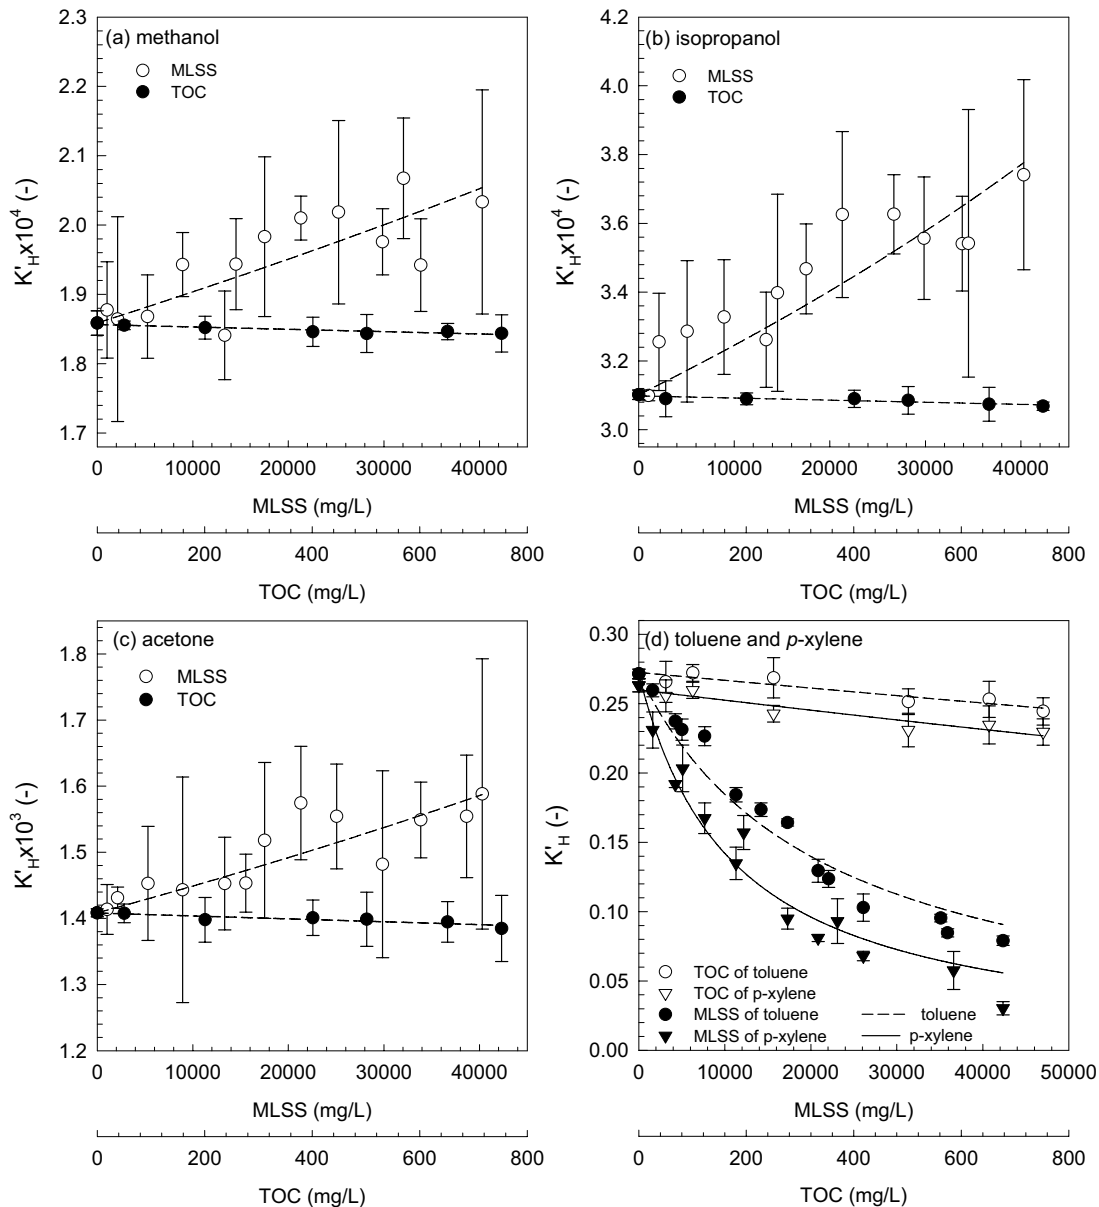 (a) methanol
MLSS
TOC
2.3
2.2
2.1
2.0
1.9
1.8
1.7
K'Hx10⁴ (-)
0 10000 20000 30000 40000
MLSS (mg/L)
0 200 400 600 800
TOC (mg/L)
(b) isopropanol
MLSS
TOC
4.2
3.8
3.6
3.4
3.2
3.0
K'Hx10⁴ (-)
0 10000 20000 30000 40000
MLSS (mg/L)
0 200 400 600 800
TOC (mg/L)
(c) acetone
MLSS
TOC
1.8
1.7
1.6
1.5
1.4
1.3
1.2
K'Hx10³ (-)
0 10000 20000 30000 40000
MLSS (mg/L)
0 200 400 600 800
TOC (mg/L)
(d) toluene and p-xylene
0.30
0.25
0.20
0.15
0.10
0.05
0.00
K'H (-)
TOC of toluene
TOC of p-xylene
MLSS of toluene
toluene
MLSS of p-xylene
p-xylene
0 10000 20000 30000 40000 50000
MLSS (mg/L)
0 200 400 600 800
TOC (mg/L)